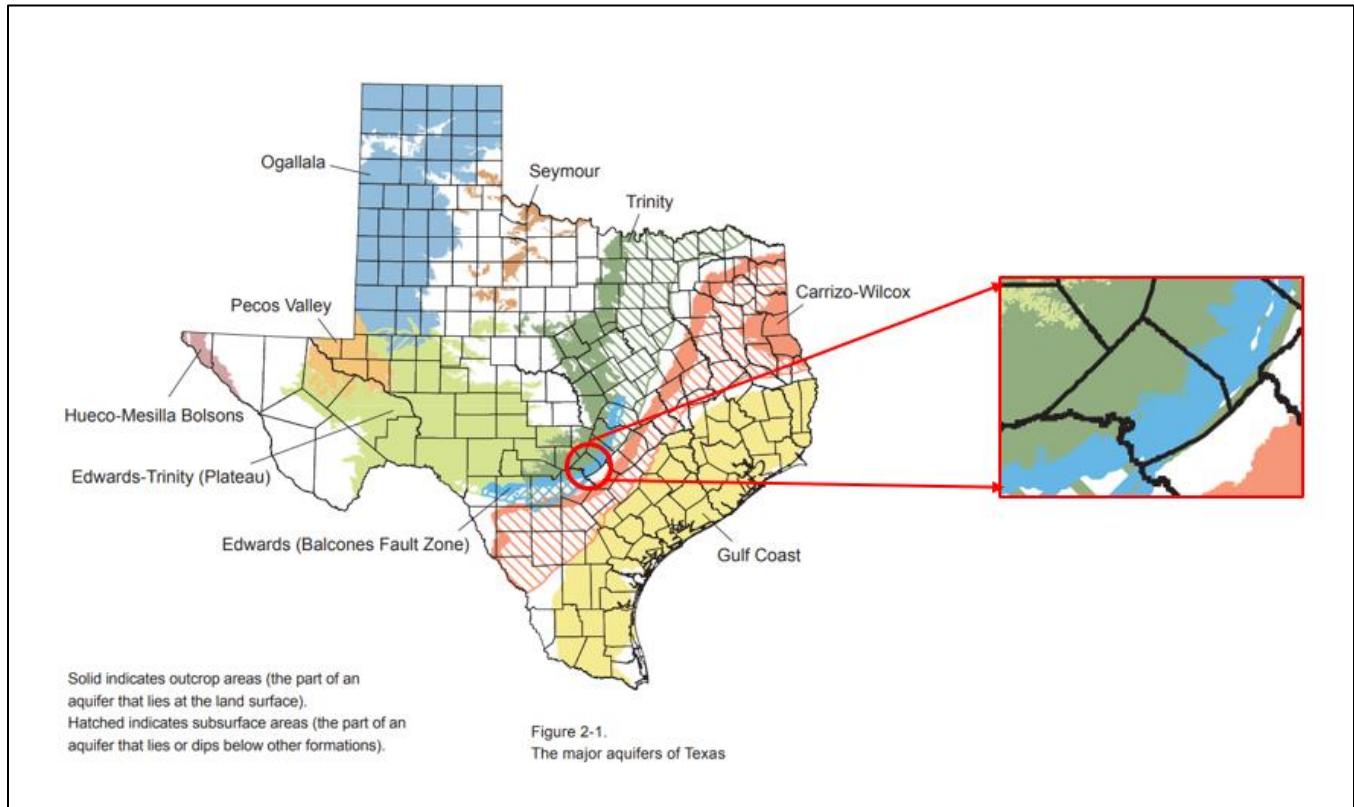 Ogallala
Seymour
Trinity
Pecos Valley
Carrizo-Wilcox
Hueco-Mesilla Bolsons
Edwards-Trinity (Plateau)
Edwards (Balcones Fault Zone)
Gulf Coast
Solid indicates outcrop areas (the part of an
aquifer that lies at the land surface).
Hatched indicates subsurface areas (the part of an
aquifer that lies or dips below other formations).
Figure 2-1.
The major aquifers of Texas